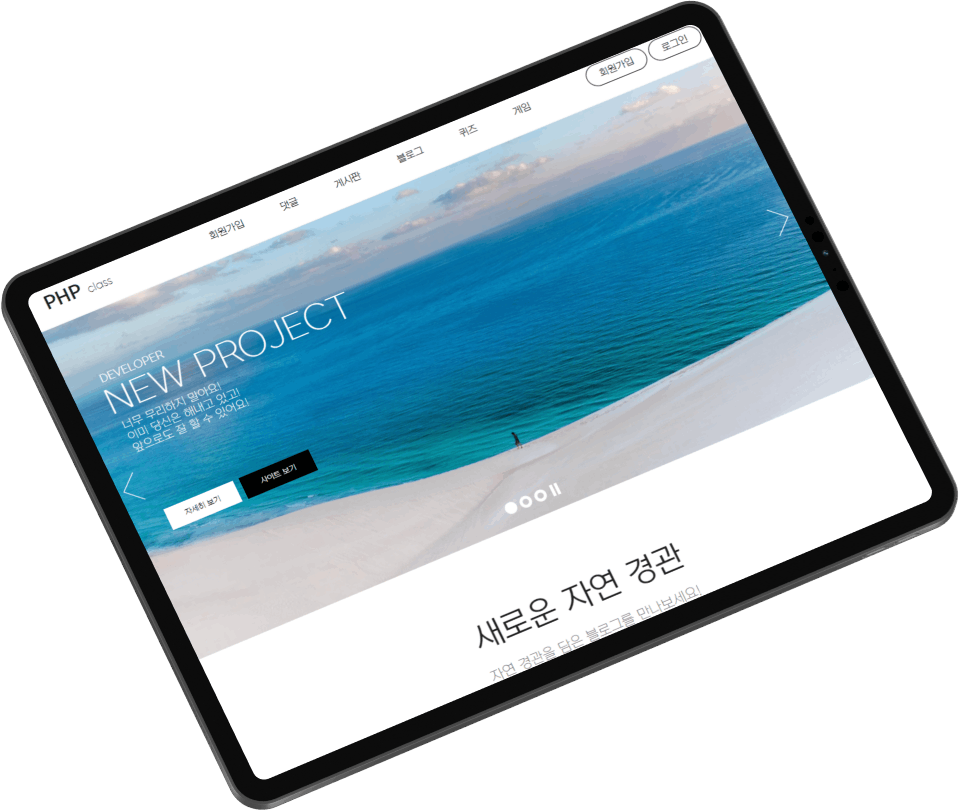 회원가입 로그인
PHP class
회원가입 댓글 게시판 블로그 퀴즈 게임
DEVELOPER
NEW PROJECT
너무 무리하지 말아요!
이미 당신은 해내고 있고!
앞으로도 잘 할 수 있어요!
자세히 보기 사이트 보기
새로운 자연 경관
자연 경관을 담은 블로그를 만나보세요!